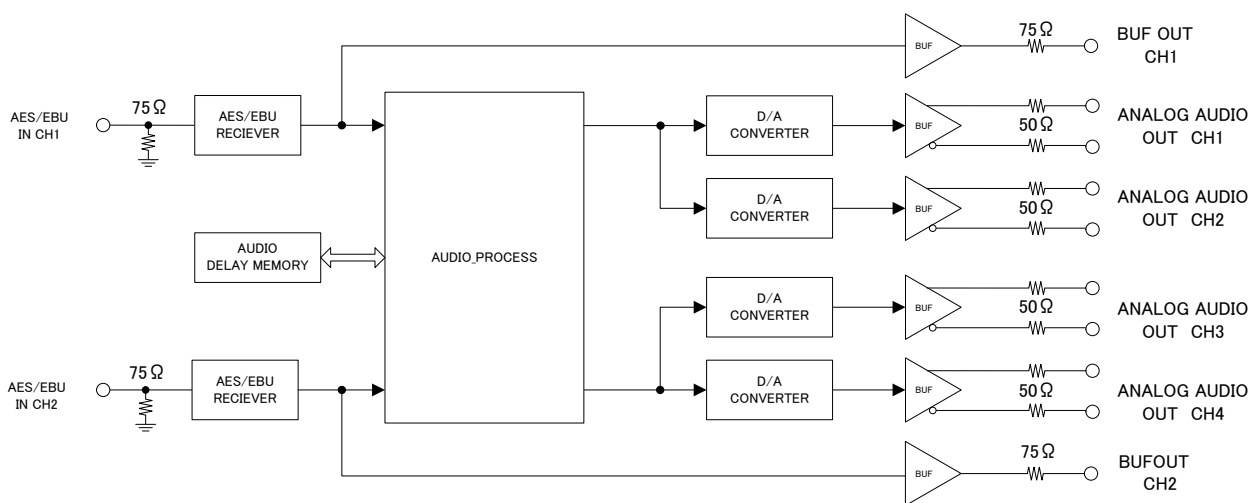 75Ω
BUF
BUF OUT
CH1
AES/EBU
IN CH1
75Ω
AES/EBU
RECIEVER
D/A
CONVERTER
BUF
50Ω
ANALOG AUDIO
OUT CH1
D/A
CONVERTER
BUF
50Ω
ANALOG AUDIO
OUT CH2
AUDIO
DELAY MEMORY
AUDIO_PROCESS
D/A
CONVERTER
BUF
50Ω
ANALOG AUDIO
OUT CH3
AES/EBU
IN CH2
75Ω
AES/EBU
RECIEVER
D/A
CONVERTER
BUF
50Ω
ANALOG AUDIO
OUT CH4
BUF
75Ω
BUFOUT
CH2